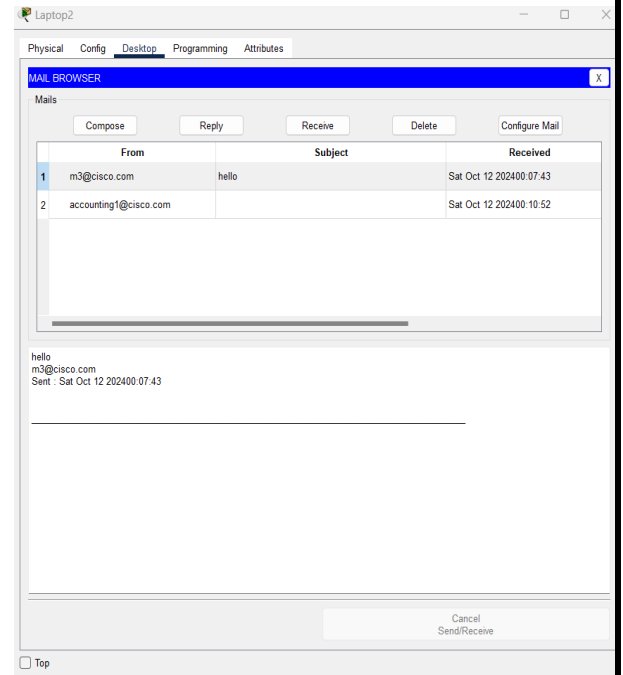 Laptop2
Physical Config Desktop Programming Attributes
MAIL BROWSER X
Mails
Compose Reply Receive Delete Configure Mail
From Subject Received
1 m3@cisco.com hello Sat Oct 12 202400:07:43
2 accounting1@cisco.com Sat Oct 12 202400:10:52
hello
m3@cisco.com
Sent : Sat Oct 12 202400:07:43
Cancel
Send/Receive
Top